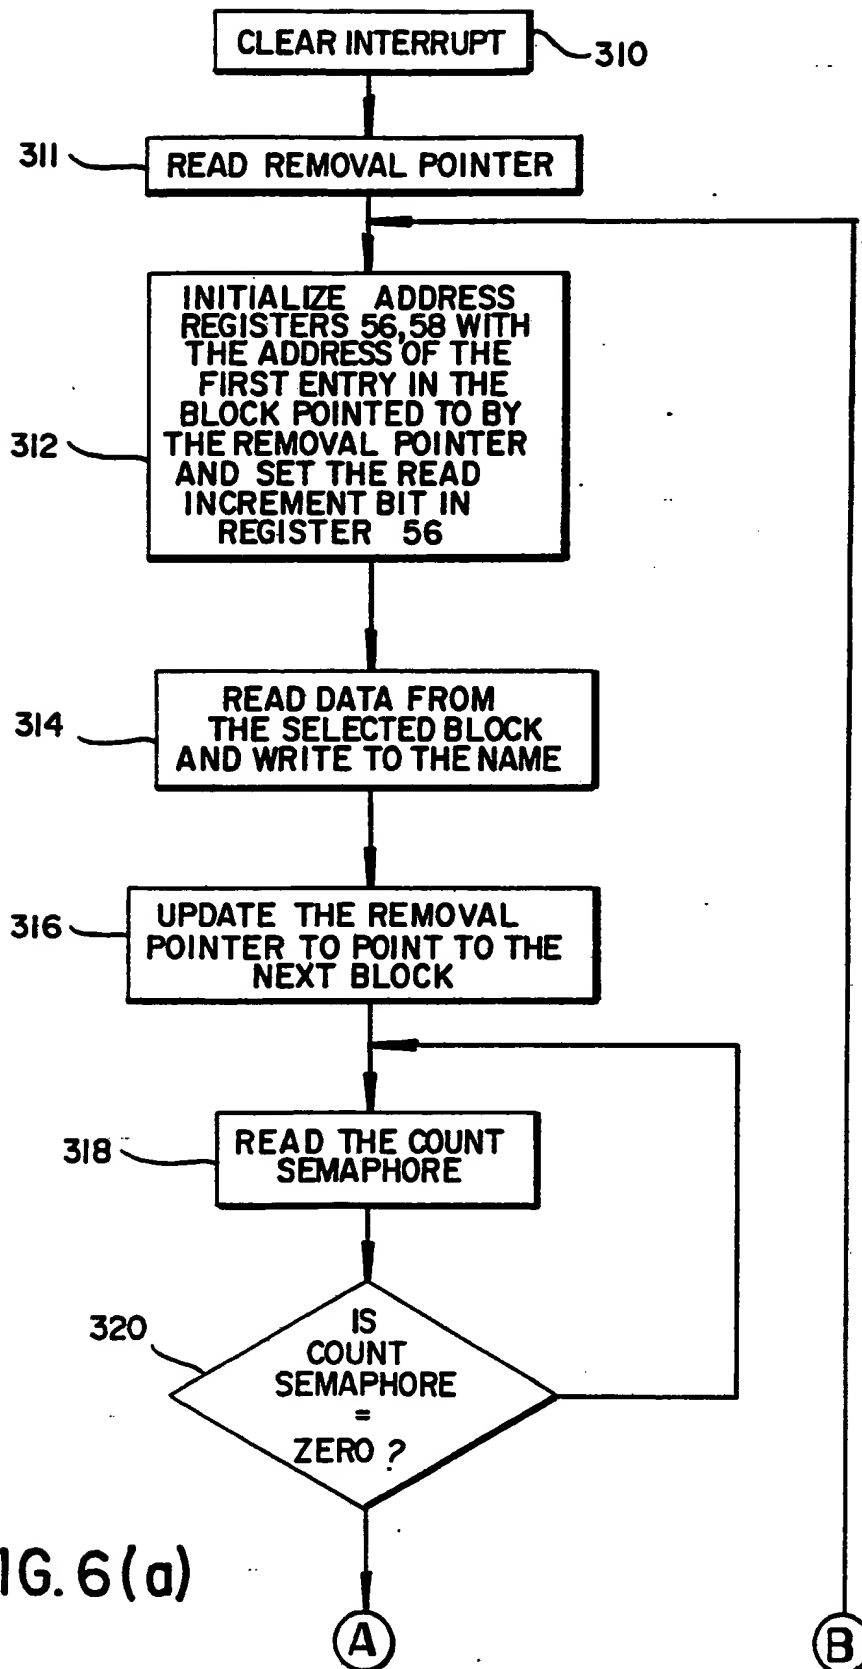 CLEAR INTERRUPT
310
311
READ REMOVAL POINTER
INITIALIZE ADDRESS
REGISTERS 56,58 WITH
THE ADDRESS OF THE
FIRST ENTRY IN THE
BLOCK POINTED TO BY
THE REMOVAL POINTER
AND SET THE READ
INCREMENT BIT IN
REGISTER 56
312
READ DATA FROM
THE SELECTED BLOCK
AND WRITE TO THE NAME
314
UPDATE THE REMOVAL
POINTER TO POINT TO THE
NEXT BLOCK
316
READ THE COUNT
SEMAPHORE
318
320
IS
COUNT
SEMAPHORE
=
ZERO ?
IG. 6(a)
A
B